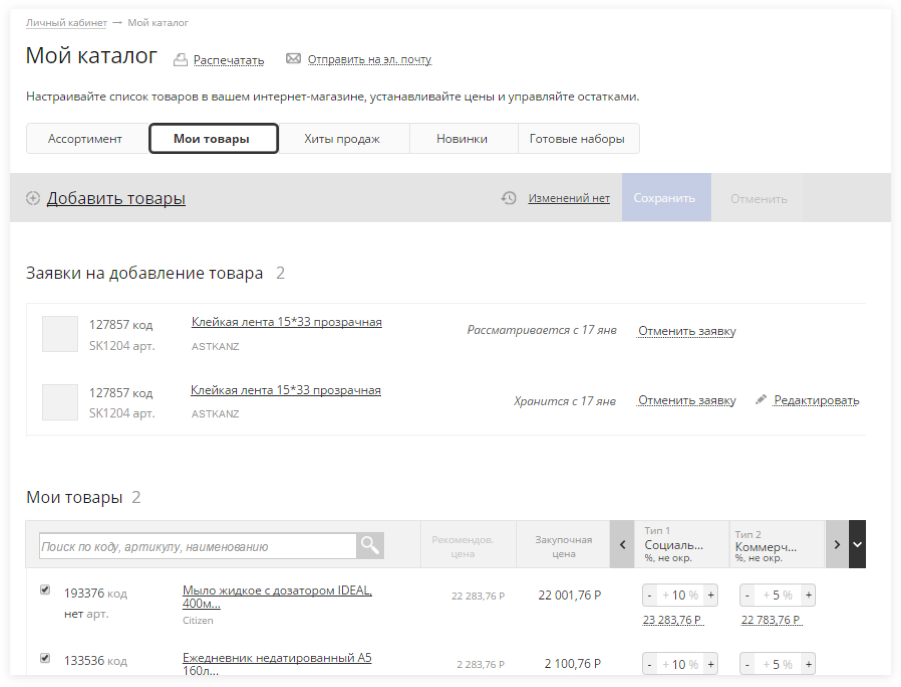 Личный кабинет → Мой каталог
Мой каталог Распечатать Отправить на эл. почту
Настраивайте список товаров в вашем интернет-магазине, устанавливайте цены и управляйте остатками.
Ассортимент Мои товары Хиты продаж Новинки Готовые наборы
Добавить товары Изменений нет Сохранить Отменить
Заявки на добавление товара 2
127857 код Клейкая лента 15*33 прозрачная Рассматривается с 17 янв Отменить заявку
SK1204 арт. ASTKANZ
127857 код Клейкая лента 15*33 прозрачная Хранится с 17 янв Отменить заявку Редактировать
SK1204 арт. ASTKANZ
Мои товары 2
Поиск по коду, артикулу, наименованию
Рекомендов.
цена
Закупочная
цена
Тип 1
Социаль...
%, не окр.
Тип 2
Коммерч...
%, не окр.
193376 код Мыло жидкое с дозатором IDEAL, 22 283,76 Р 22 001,76 Р - + 10 % + - + 5 % +
нет арт. 400м... 23 283,76 Р 22 783,76 Р
Citizen
133536 код Ежедневник недатированный А5 2 283,76 Р 2 100,76 Р - + 10 % + - + 5 % +
160л...